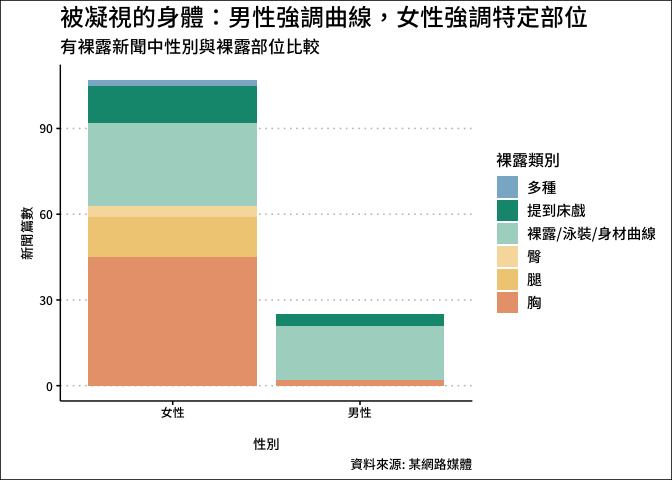 被凝視的身體：男性強調曲線，女性強調特定部位
有裸露新聞中性別與裸露部位比較
新聞篇數
90
60
30
0
女性
男性
性別
裸露類別
多種
提到床戲
裸露/泳裝/身材曲線
臀
腿
胸
資料來源: 某網路媒體